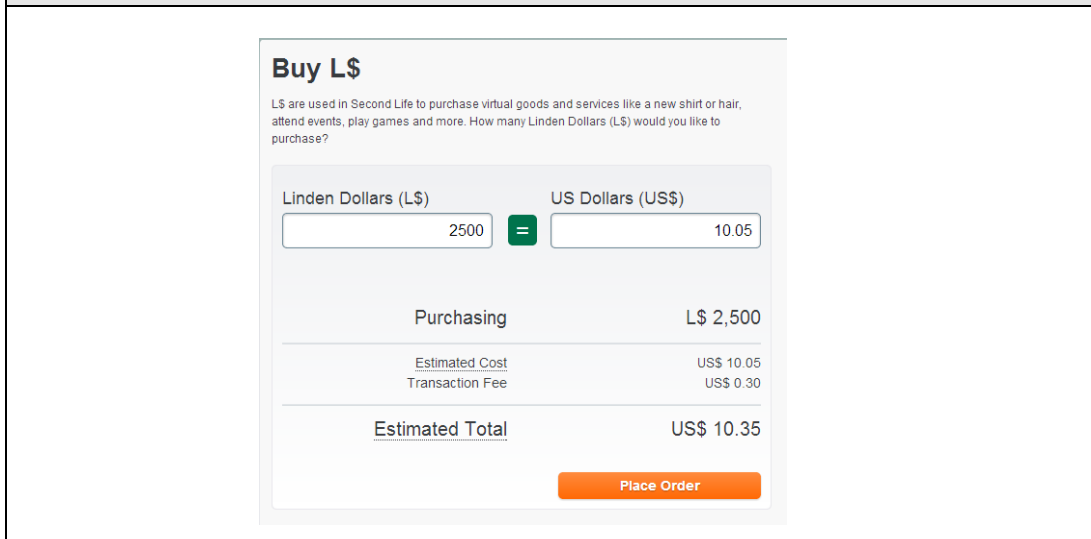 Buy L$
L$ are used in Second Life to purchase virtual goods and services like a new shirt or hair,
attend events, play games and more. How many Linden Dollars (L$) would you like to
purchase?
Linden Dollars (L$) US Dollars (US$)
2500 = 10.05
Purchasing L$ 2,500
Estimated Cost US$ 10.05
Transaction Fee US$ 0.30
Estimated Total US$ 10.35
Place Order